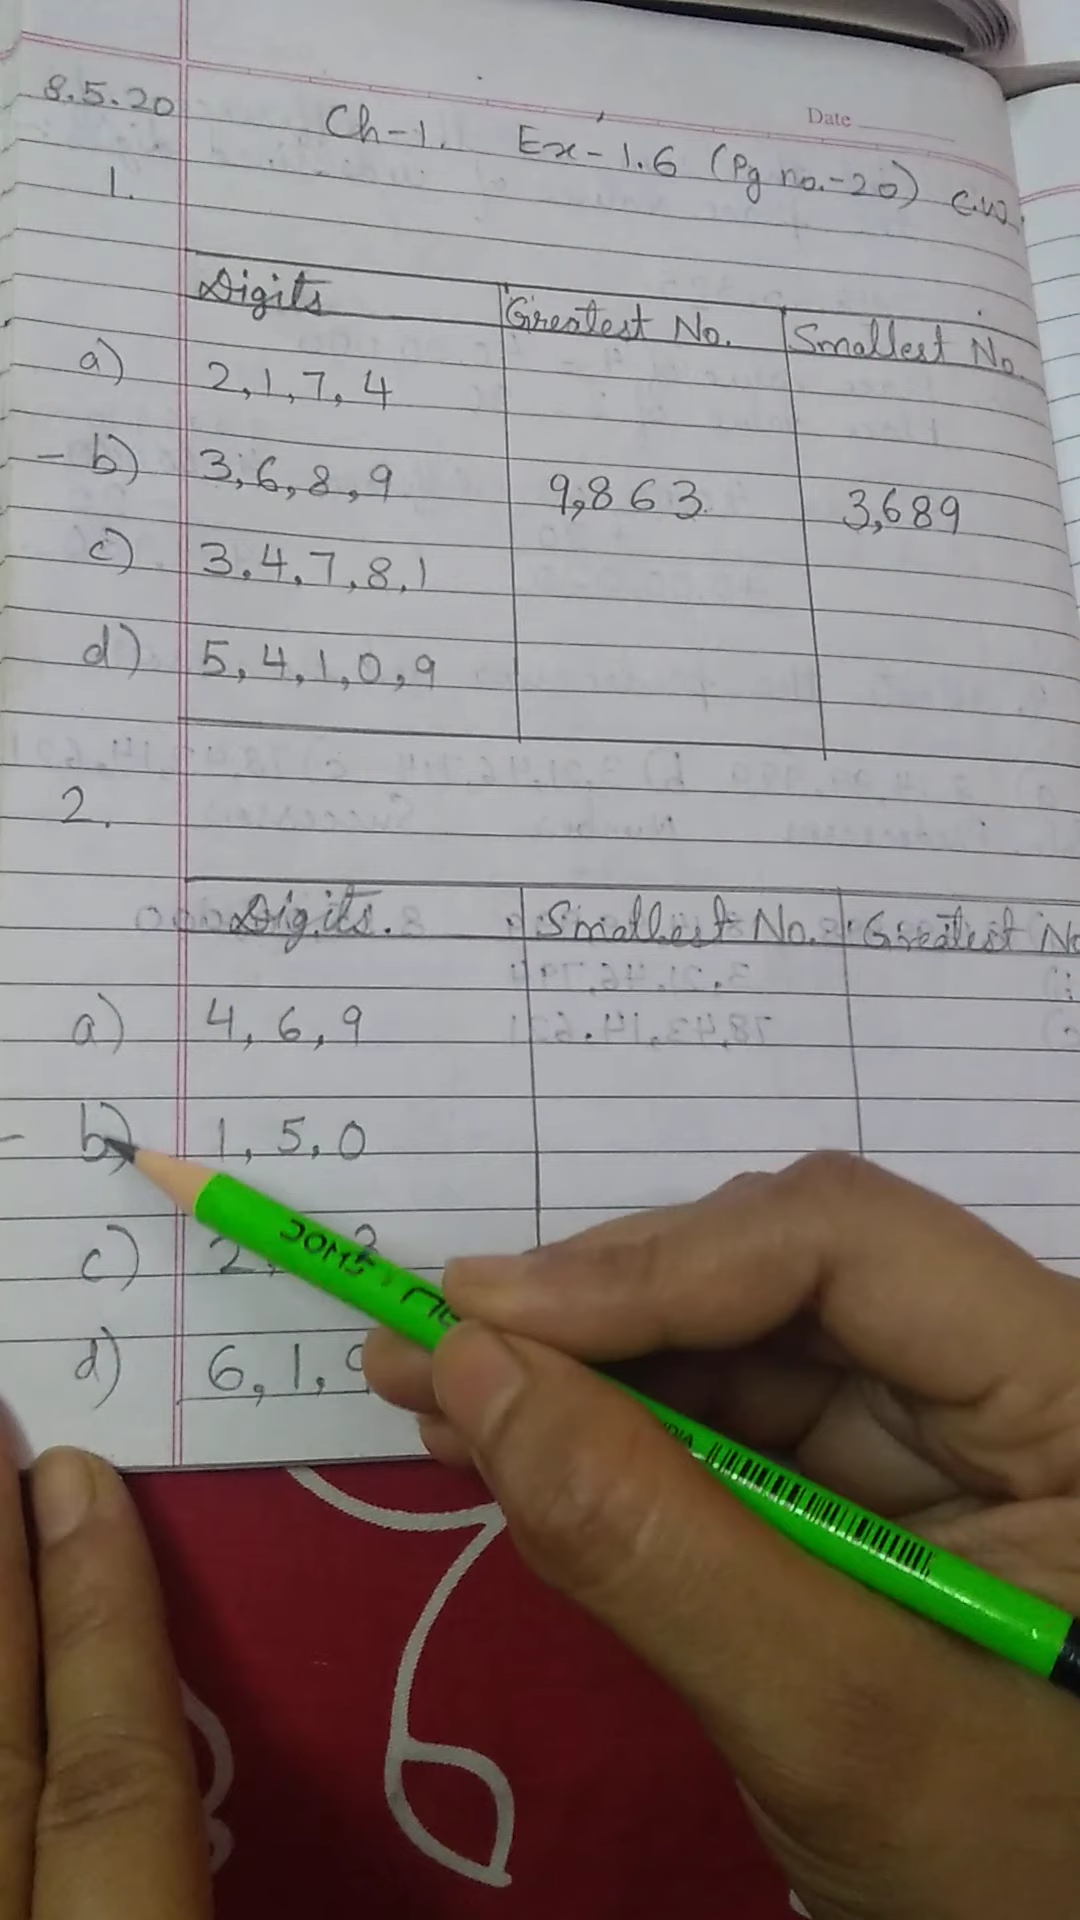 8.5.20
Date
Ch-1. Ex-1.6 (Pg no.-20) C.W.
1.
Digits Greatest No. Smallest No.
a) 2,1,7,4
- b) 3,6,8,9 9,863 3,689
c) 3,4,7,8,1
d) 5,4,1,0,9
2.
Digits. Smallest No. Greatest No
a) 4,6,9
- b) 1,5,0
c) 2,
d) 6,1,
DOMS